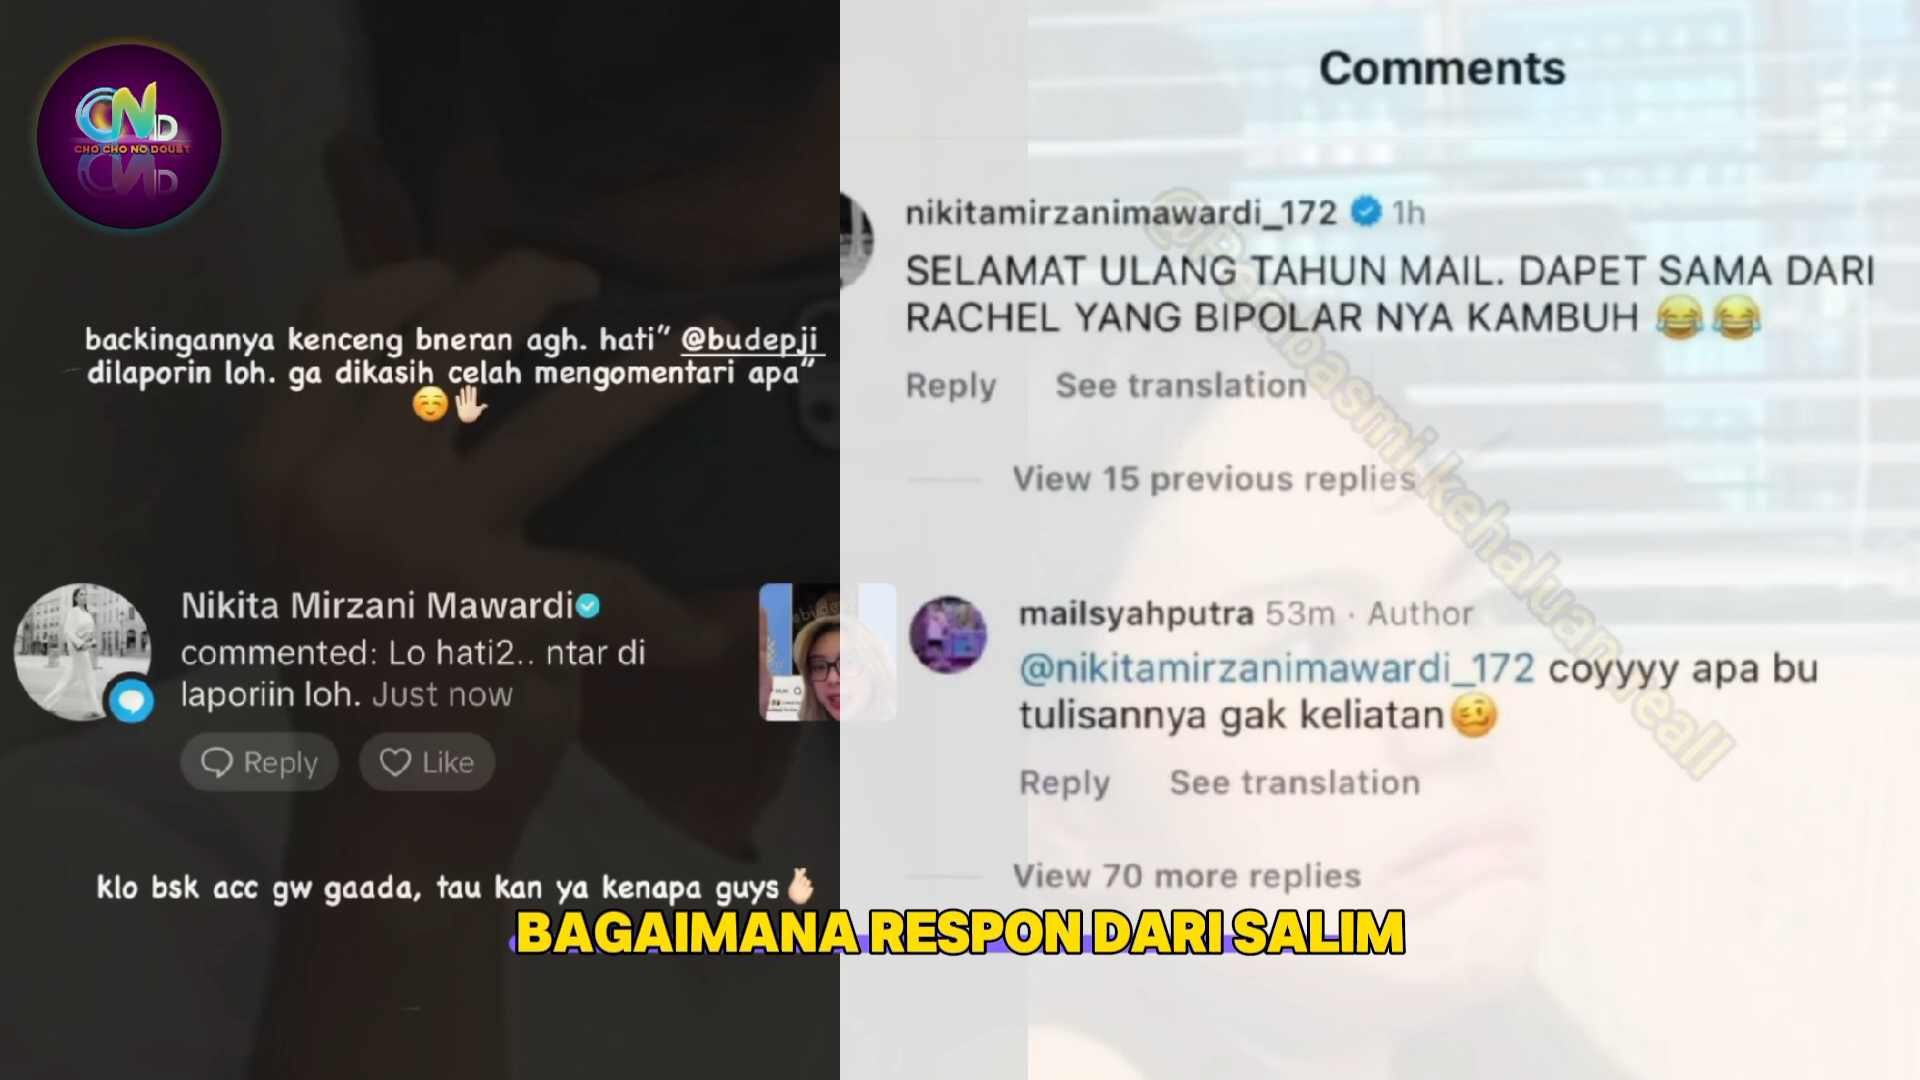 CND
CHO CHO NO DOUBT
backingannya kenceng bneran agh. hati" @budepji
dilaporin loh. ga dikasih celah mengomentari apa"
☺️🖐🏻
Nikita Mirzani Mawardi
commented: Lo hati2.. ntar di
laporiin loh. Just now
Reply
Like
klo bsk acc gw gaada, tau kan ya kenapa guys🫰🏻
Comments
nikitamirzanimawardi_172 1h
SELAMAT ULANG TAHUN MAIL. DAPET SAMA DARI
RACHEL YANG BIPOLAR NYA KAMBUH 😂😂
Reply See translation
View 15 previous replies
mailsyahputra 53m · Author
@nikitamirzanimawardi_172 coyyyy apa bu
tulisannya gak keliatan🥴
Reply See translation
View 70 more replies
@Pembasmi.kehaluan.reall
BAGAIMANA RESPON DARI SALIM